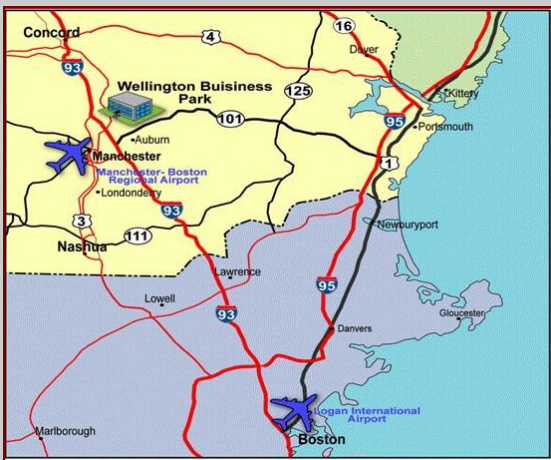 16
Concord
4
Dover
93
Wellington Buisiness
Park
125
Kittery
101
95
Portsmouth
Auburn
Manchester
1
Manchester- Boston
Regional Airport
Londonderry
93
3
Newburyport
111
Nashua
Lawrence
95
Lowell
93
Gloucester
Danvers
Logan International
Airport
Marlborough
Boston